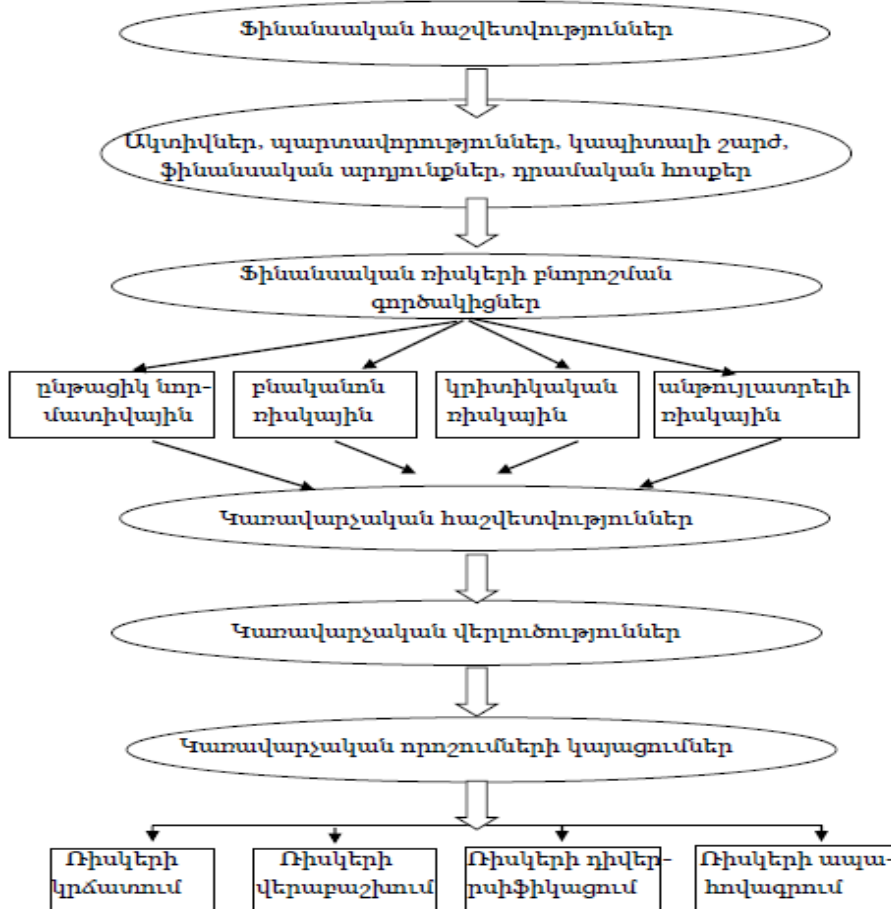 Ֆինանսական հաշվետվություններ
Ակտիվներ, պարտավորություններ, կապիտալի շարժ,
ֆինանսական արդյունքներ, դրամական հոսքեր
Ֆինանսական ռիսկերի բնորոշման
գործակիցներ
ընթացիկ նոր-
մատիվային
բնականոն
ռիսկային
կրիտիկական
ռիսկային
անթույլատրելի
ռիսկային
Կառավարչական հաշվետվություններ
Կառավարչական վերլուծություններ
Կառավարչական որոշումների կայացումներ
Ռիսկերի
կրճատում
Ռիսկերի
վերաբաշխում
Ռիսկերի դիվեր-
րսիֆիկացում
Ռիսկերի ապա-
հովագրում